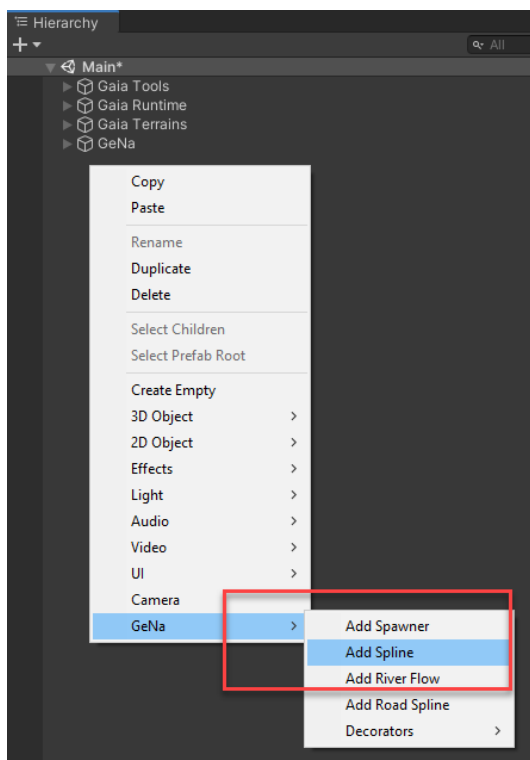 Hierarchy
All
Main*
Gaia Tools
Gaia Runtime
Gaia Terrains
GeNa
Copy
Paste
Rename
Duplicate
Delete
Select Children
Select Prefab Root
Create Empty
3D Object
2D Object
Effects
Light
Audio
Video
UI
Camera
GeNa
Add Spawner
Add Spline
Add River Flow
Add Road Spline
Decorators